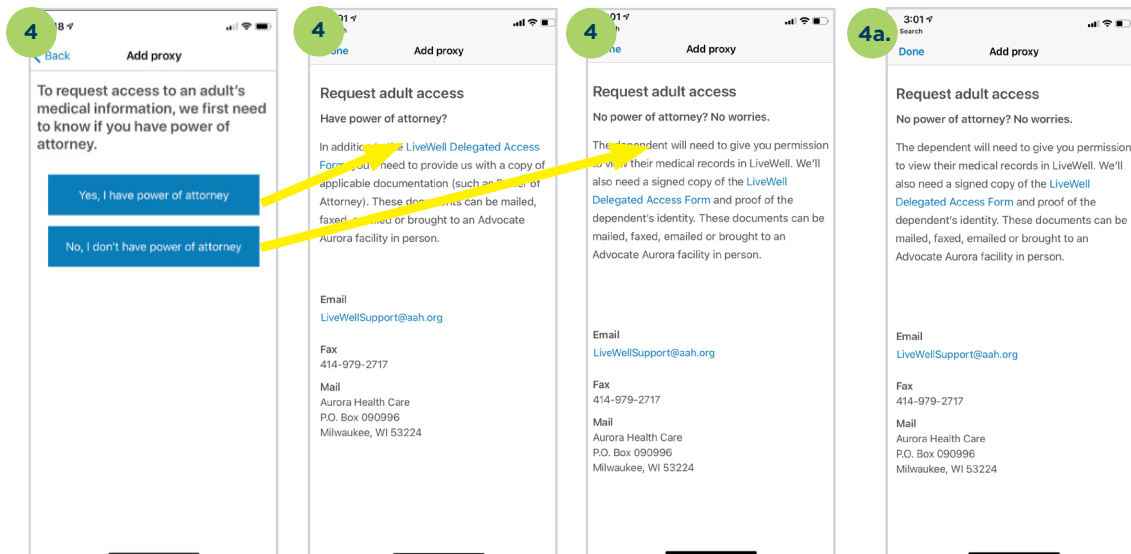 4
18
Back
Add proxy
To request access to an adult's
medical information, we first need
to know if you have power of
attorney.
Yes, I have power of attorney
No, I don't have power of attorney
4
01
Add proxy
Request adult access
Have power of attorney?
In addition to the LiveWell Delegated Access
Form, you'll need to provide us with a copy of
applicable documentation (such as Power of
Attorney). These documents can be mailed,
faxed, emailed or brought to an Advocate
Aurora facility in person.
Email
LiveWellSupport@aah.org
Fax
414-979-2717
Mail
Aurora Health Care
P.O. Box 090996
Milwaukee, WI 53224
4
01
Add proxy
Request adult access
No power of attorney? No worries.
The dependent will need to give you permission
to view their medical records in LiveWell. We'll
also need a signed copy of the LiveWell
Delegated Access Form and proof of the
dependent's identity. These documents can be
mailed, faxed, emailed or brought to an
Advocate Aurora facility in person.
Email
LiveWellSupport@aah.org
Fax
414-979-2717
Mail
Aurora Health Care
P.O. Box 090996
Milwaukee, WI 53224
4a.
3:01
Search
Done
Add proxy
Request adult access
No power of attorney? No worries.
The dependent will need to give you permission
to view their medical records in LiveWell. We'll
also need a signed copy of the LiveWell
Delegated Access Form and proof of the
dependent's identity. These documents can be
mailed, faxed, emailed or brought to an
Advocate Aurora facility in person.
Email
LiveWellSupport@aah.org
Fax
414-979-2717
Mail
Aurora Health Care
P.O. Box 090996
Milwaukee, WI 53224